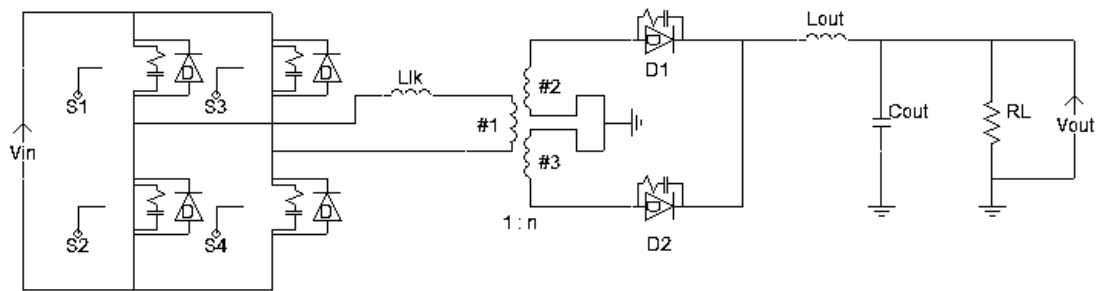 Vin
S1
D
S3
D
S2
D
S4
D
Llk
#1
#2
#3
1 : n
D
D1
D
D2
Lout
Cout
RL
Vout